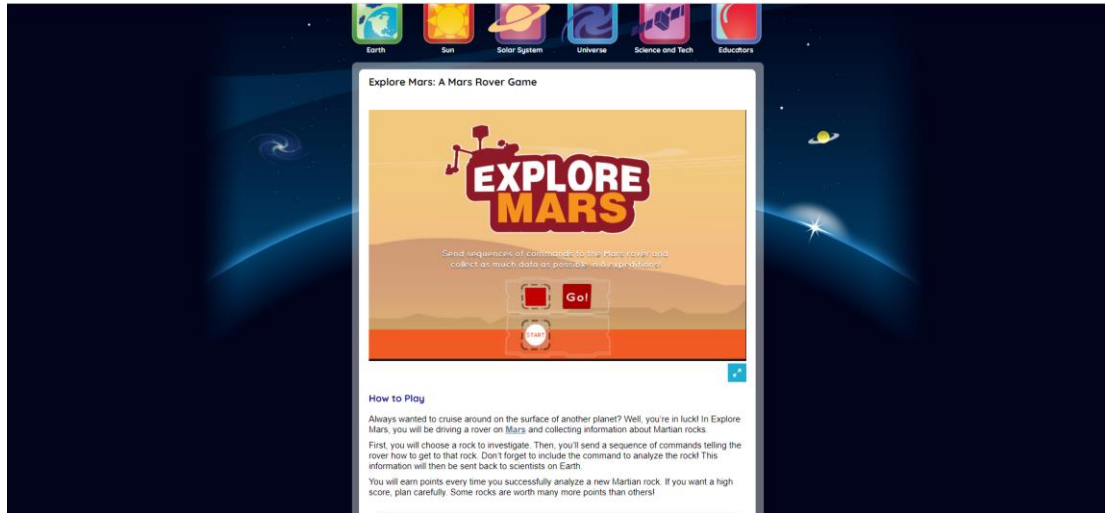 Earth Sun Solar System Universe Science and Tech Educators
Explore Mars: A Mars Rover Game
EXPLORE
MARS
Send sequences of commands to the Mars rover and
collect as much data as possible in 8 expeditions!
Go!
START
How to Play
Always wanted to cruise around on the surface of another planet? Well, you're in luck! In Explore
Mars, you will be driving a rover on Mars and collecting information about Martian rocks.
First, you will choose a rock to investigate. Then, you'll send a sequence of commands telling the
rover how to get to that rock. Don't forget to include the command to analyze the rock! This
information will then be sent back to scientists on Earth.
You will earn points every time you successfully analyze a new Martian rock. If you want a high
score, plan carefully. Some rocks are worth many more points than others!